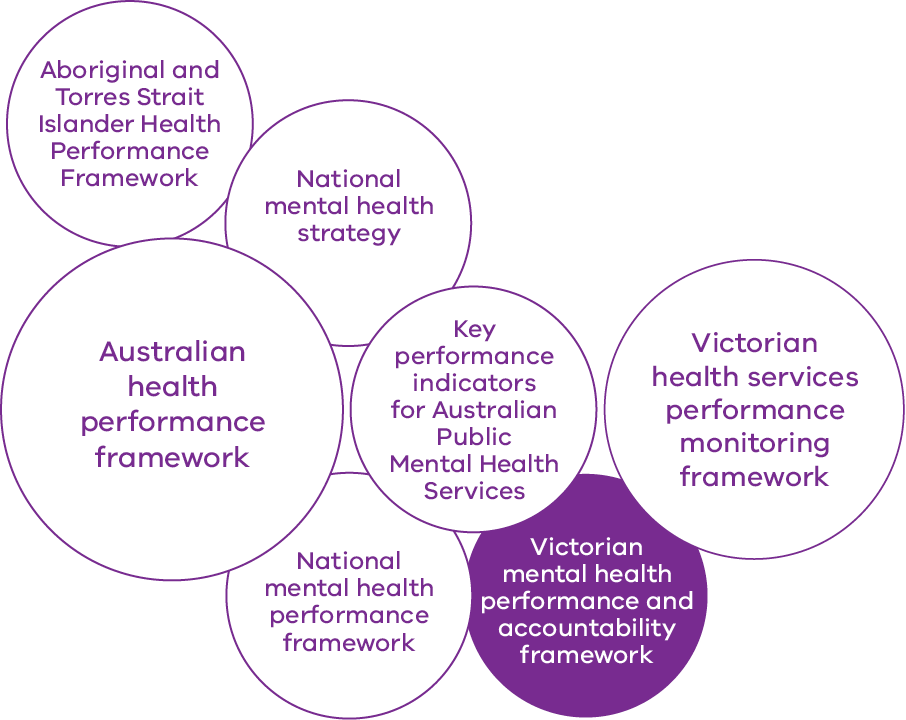 Aboriginal and
Torres Strait
Islander Health
Performance
Framework
National
mental health
strategy
Australian
health
performance
framework
Key
performance
indicators
for Australian
Public
Mental Health
Services
Victorian
health services
performance
monitoring
framework
National
mental health
performance
framework
Victorian
mental health
performance and
accountability
framework